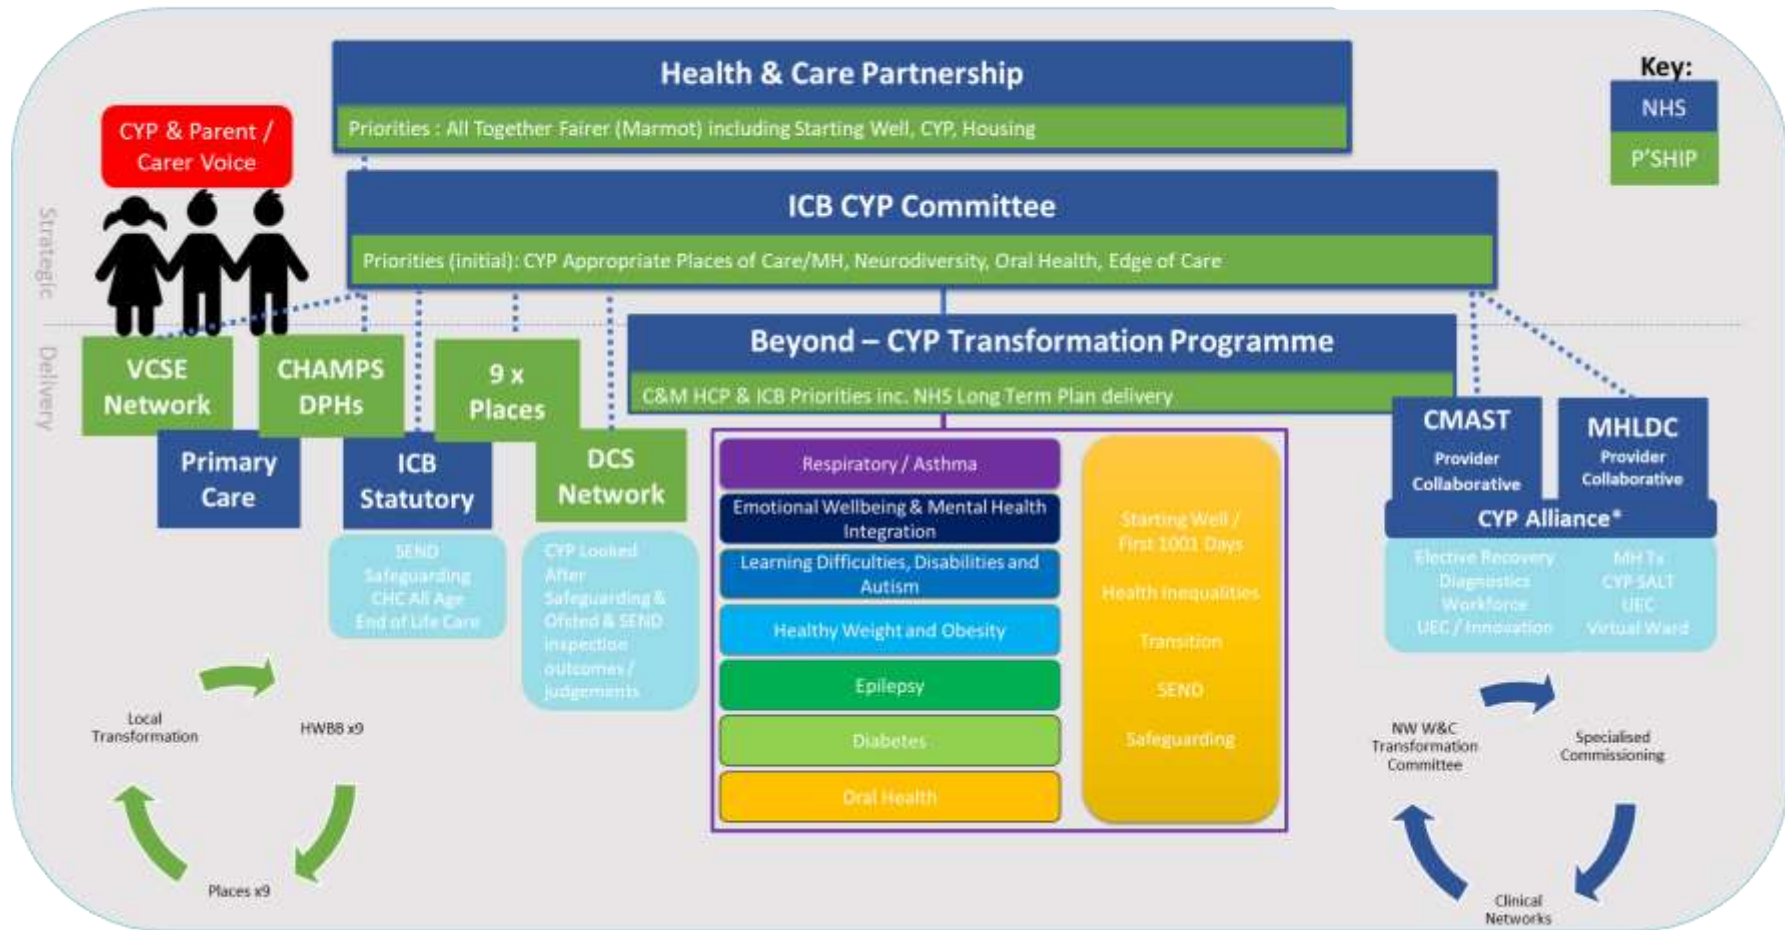 Health & Care Partnership
Priorities : All Together Fairer (Marmot) including Starting Well, CYP, Housing
Key:
NHS
P'SHIP
CYP & Parent /
Carer Voice
ICB CYP Committee
Priorities (initial): CYP Appropriate Places of Care/MH, Neurodiversity, Oral Health, Edge of Care
Strategic
Delivery
Beyond – CYP Transformation Programme
C&M HCP & ICB Priorities inc. NHS Long Term Plan delivery
VCSE
Network
CHAMPS
DPHs
9 x
Places
Primary
Care
ICB
Statutory
DCS
Network
SEND
Safeguarding
CHC All Age
End of Life Care
CYP Looked
After
Safeguarding &
Ofsted & SEND
inspection
outcomes /
judgements
Respiratory / Asthma
Emotional Wellbeing & Mental Health
Integration
Learning Difficulties, Disabilities and
Autism
Healthy Weight and Obesity
Epilepsy
Diabetes
Oral Health
Starting Well /
First 1001 Days
Health Inequalities
Transition
SEND
Safeguarding
CMAST
Provider
Collaborative
MHLDC
Provider
Collaborative
CYP Alliance*
Elective Recovery
Diagnostics
Workforce
UEC / Innovation
MH Tx
CYP SALT
UEC
Virtual Ward
Local
Transformation
HWBB x9
Places x9
NW W&C
Transformation
Committee
Specialised
Commissioning
Clinical
Networks